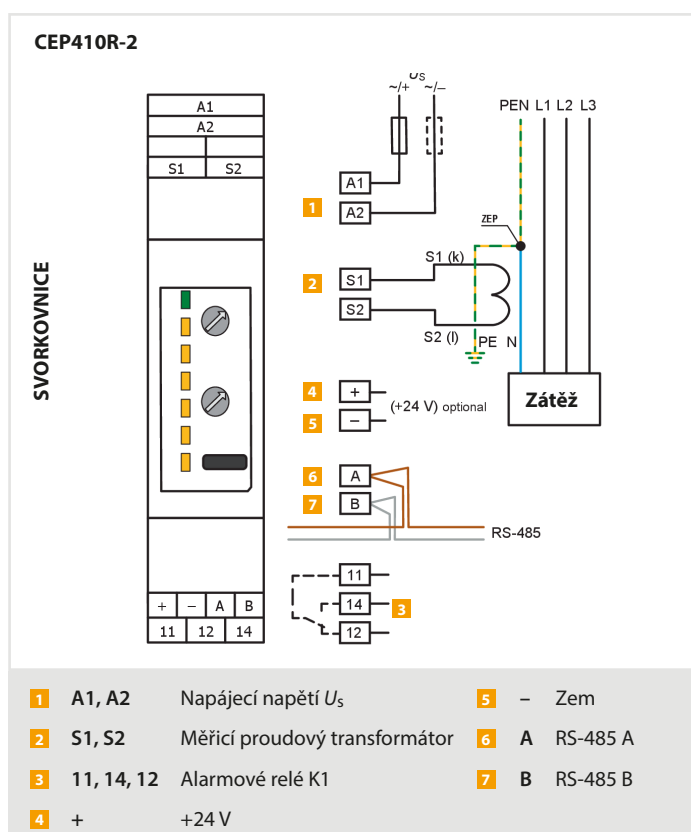 CEP410R-2
SVORKOVNICE
A1
A2
S1 S2
+ – A B
11 12 14
Us
~/+ ~/–
PEN L1 L2 L3
1
A1
A2
ZEP
S1 (k)
2
S1
S2
S2 (l)
PE N
Zátěž
4
+
(+24 V) optional
5
–
6
A
7
B
RS-485
11
14
3
12
1 A1, A2 Napájecí napětí Us
2 S1, S2 Měřicí proudový transformátor
3 11, 14, 12 Alarmové relé K1
4 + +24 V
5 – Zem
6 A RS-485 A
7 B RS-485 B